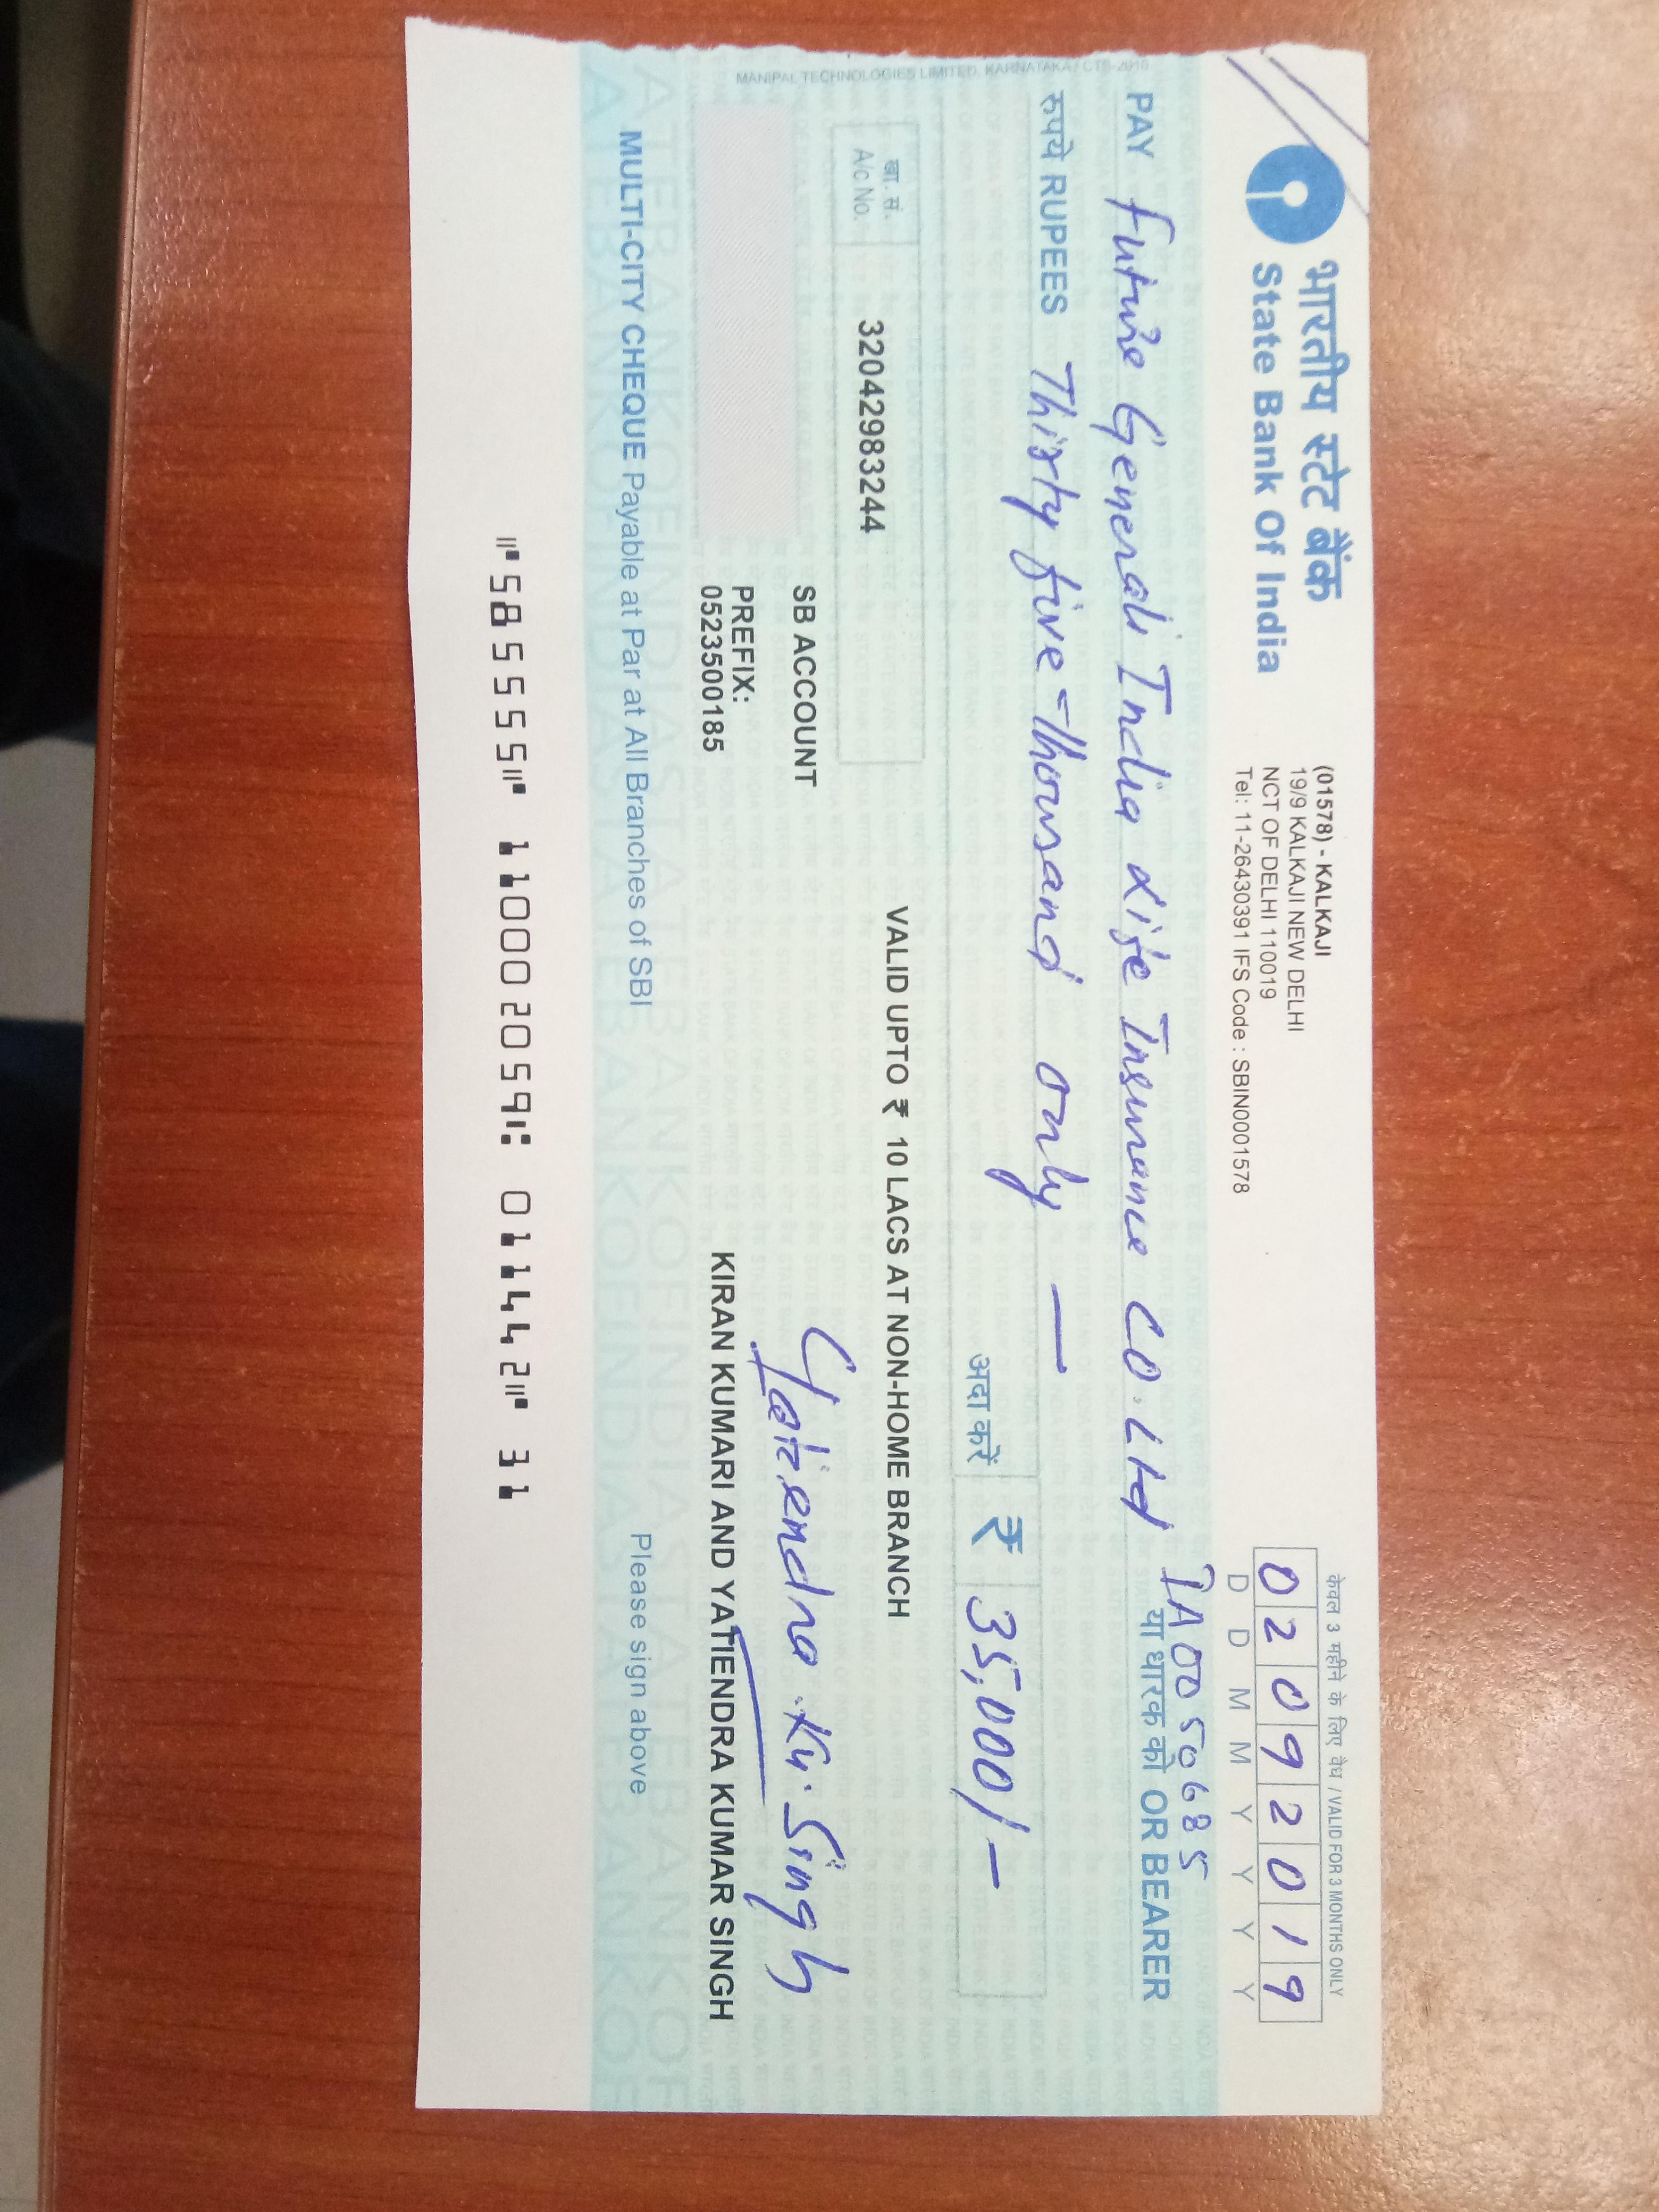 भारतीय स्टेट बैंक
State Bank Of India
(01578) - KALKAJI
19/9 KALKAJI NEW DELHI
NCT OF DELHI 110019
Tel: 11-26430391 IFS Code : SBIN0001578
केवल 3 महीने के लिए वैध / VALID FOR 3 MONTHS ONLY
0 2 0 9 2 0 1 9
D D M M Y Y Y Y
IA0050685
PAY Future Generali India Life Insurance CO. Ltd या धारक को OR BEARER
रुपये RUPEES Thirty five Thousand only —
अदा करें ₹ 35,000/-
खा. सं.
A/c No. 32042983244
VALID UPTO ₹ 10 LACS AT NON-HOME BRANCH
SB ACCOUNT
Yatiendra Ku. Singh
PREFIX:
0523500185
KIRAN KUMARI AND YATIENDRA KUMAR SINGH
MULTI-CITY CHEQUE Payable at Par at All Branches of SBI
Please sign above
⑈585555⑈ 110002059⑆ 011442⑈ 31
MANIPAL TECHNOLOGIES LIMITED, KARNATAKA / CTS-2010